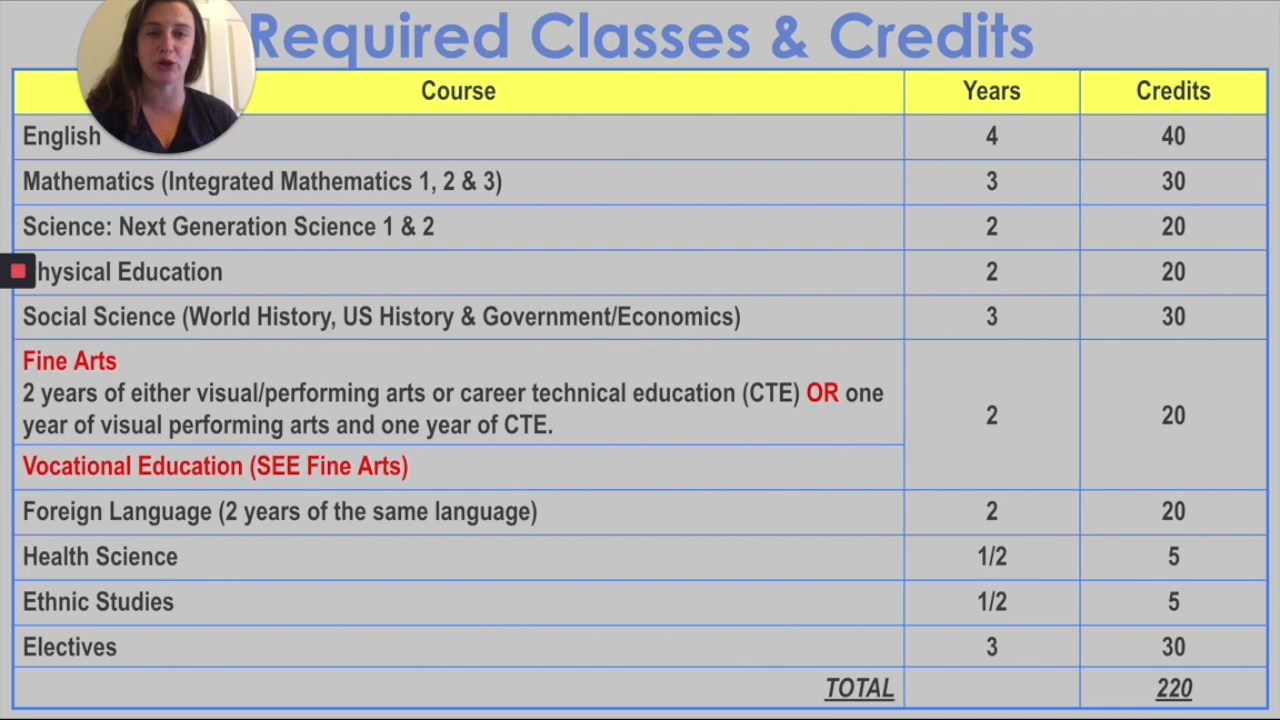 Required Classes & Credits
Course Years Credits
English 4 40
Mathematics (Integrated Mathematics 1, 2 & 3) 3 30
Science: Next Generation Science 1 & 2 2 20
hysical Education 2 20
Social Science (World History, US History & Government/Economics) 3 30
Fine Arts
2 years of either visual/performing arts or career technical education (CTE) OR one
year of visual performing arts and one year of CTE.
2 20
Vocational Education (SEE Fine Arts)
Foreign Language (2 years of the same language) 2 20
Health Science 1/2 5
Ethnic Studies 1/2 5
Electives 3 30
TOTAL 220